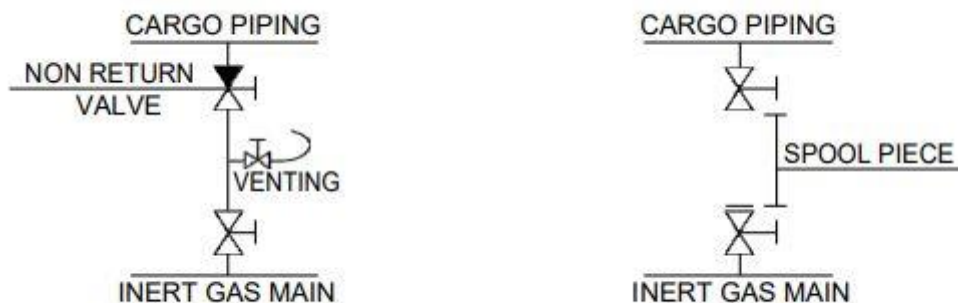 CARGO PIPING
NON RETURN
VALVE
VENTING
INERT GAS MAIN
CARGO PIPING
SPOOL PIECE
INERT GAS MAIN